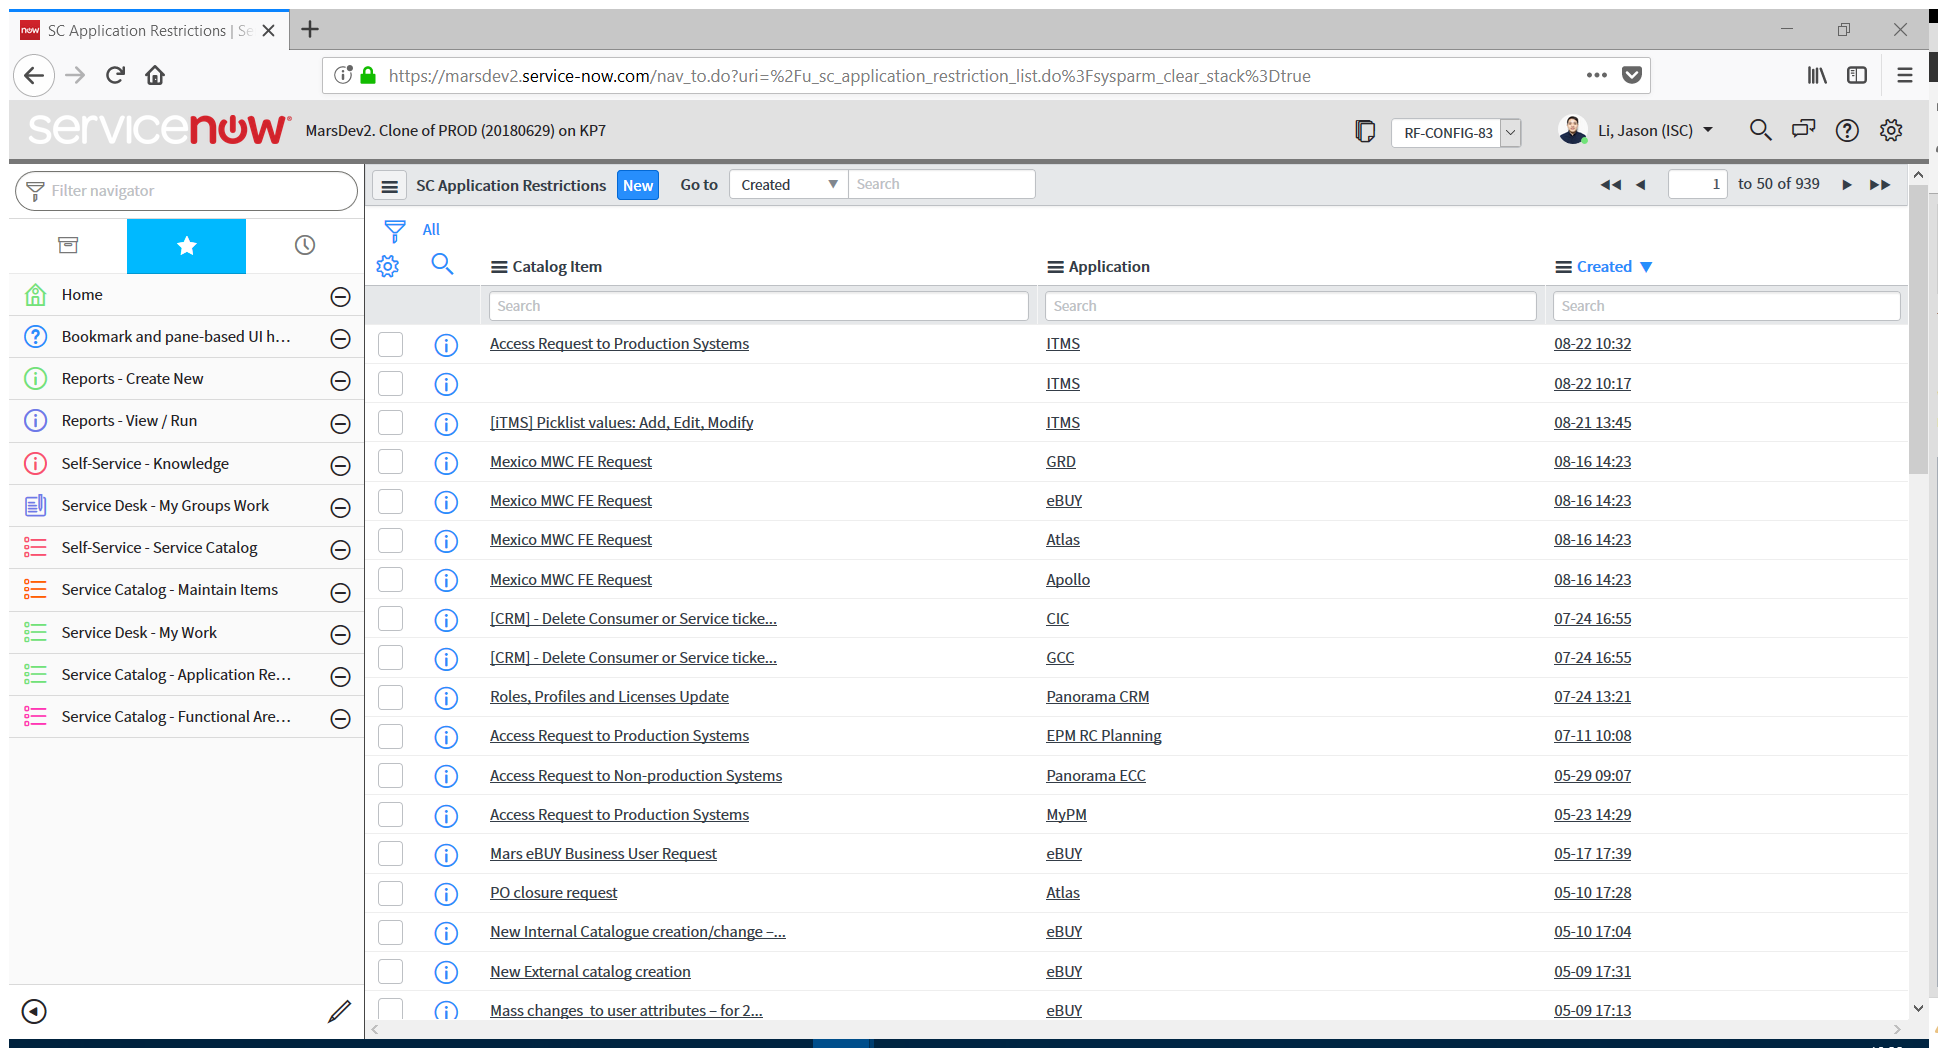 now SC Application Restrictions | Se
https://marsdev2.service-now.com/nav_to.do?uri=%2Fu_sc_application_restriction_list.do%3Fsysparm_clear_stack%3Dtrue
servicenow MarsDev2. Clone of PROD (20180629) on KP7 RF-CONFIG-83 Li, Jason (ISC)
Filter navigator
Home
Bookmark and pane-based UI h...
Reports - Create New
Reports - View / Run
Self-Service - Knowledge
Service Desk - My Groups Work
Self-Service - Service Catalog
Service Catalog - Maintain Items
Service Desk - My Work
Service Catalog - Application Re...
Service Catalog - Functional Are...
SC Application Restrictions New Go to Created Search 1 to 50 of 939
All
Catalog Item Application Created
Search Search Search
Access Request to Production Systems ITMS 08-22 10:32
ITMS 08-22 10:17
[iTMS] Picklist values: Add, Edit, Modify ITMS 08-21 13:45
Mexico MWC FE Request GRD 08-16 14:23
Mexico MWC FE Request eBUY 08-16 14:23
Mexico MWC FE Request Atlas 08-16 14:23
Mexico MWC FE Request Apollo 08-16 14:23
[CRM] - Delete Consumer or Service ticke... CIC 07-24 16:55
[CRM] - Delete Consumer or Service ticke... GCC 07-24 16:55
Roles, Profiles and Licenses Update Panorama CRM 07-24 13:21
Access Request to Production Systems EPM RC Planning 07-11 10:08
Access Request to Non-production Systems Panorama ECC 05-29 09:07
Access Request to Production Systems MyPM 05-23 14:29
Mars eBUY Business User Request eBUY 05-17 17:39
PO closure request Atlas 05-10 17:28
New Internal Catalogue creation/change –... eBUY 05-10 17:04
New External catalog creation eBUY 05-09 17:31
Mass changes to user attributes – for 2... eBUY 05-09 17:13